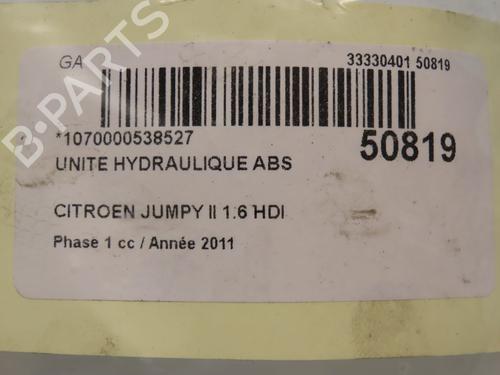 GA
33330401 50819
*1070000538527
50819
UNITE HYDRAULIQUE ABS
CITROEN JUMPY II 1.6 HDI
Phase 1 cc / Année 2011
B-PARTS